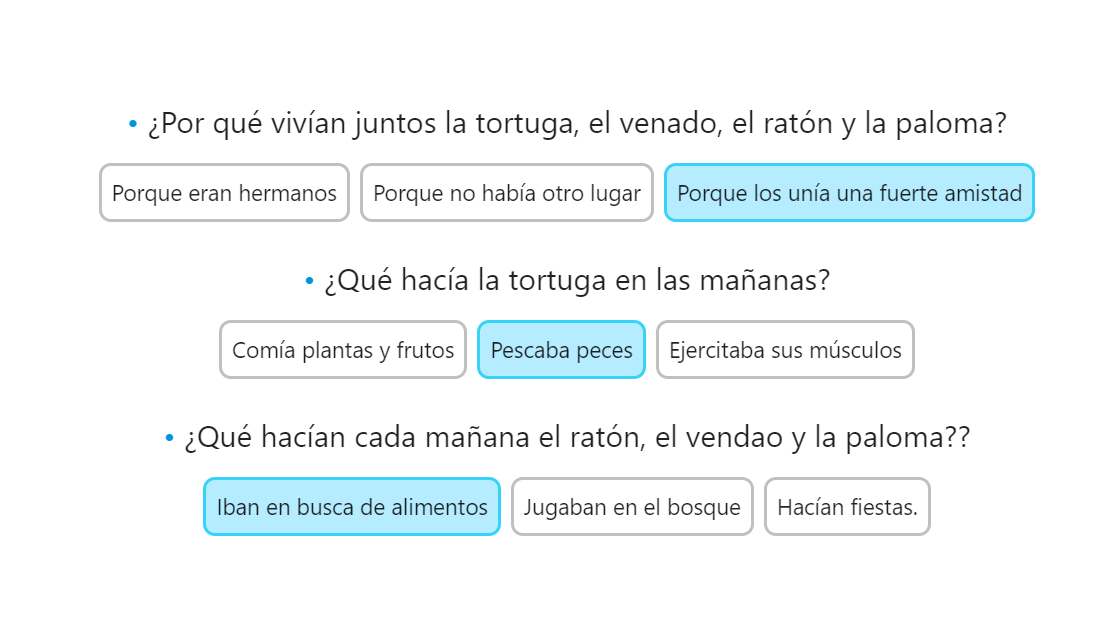 • ¿Por qué vivían juntos la tortuga, el venado, el ratón y la paloma?
Porque eran hermanos
Porque no había otro lugar
Porque los unía una fuerte amistad
• ¿Qué hacía la tortuga en las mañanas?
Comía plantas y frutos
Pescaba peces
Ejercitaba sus músculos
• ¿Qué hacían cada mañana el ratón, el vendao y la paloma??
Iban en busca de alimentos
Jugaban en el bosque
Hacían fiestas.